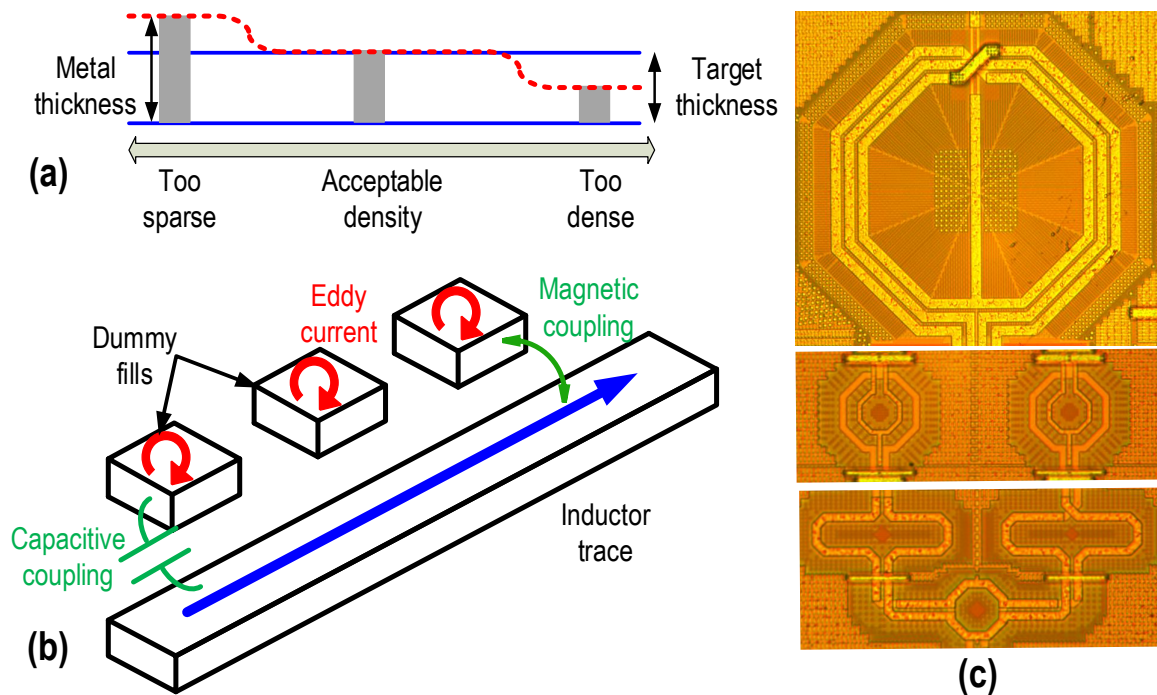 Metal
thickness
Target
thickness
(a)
Too
sparse
Acceptable
density
Too
dense
Dummy
fills
Eddy
current
Magnetic
coupling
Capacitive
coupling
Inductor
trace
(b)
(c)